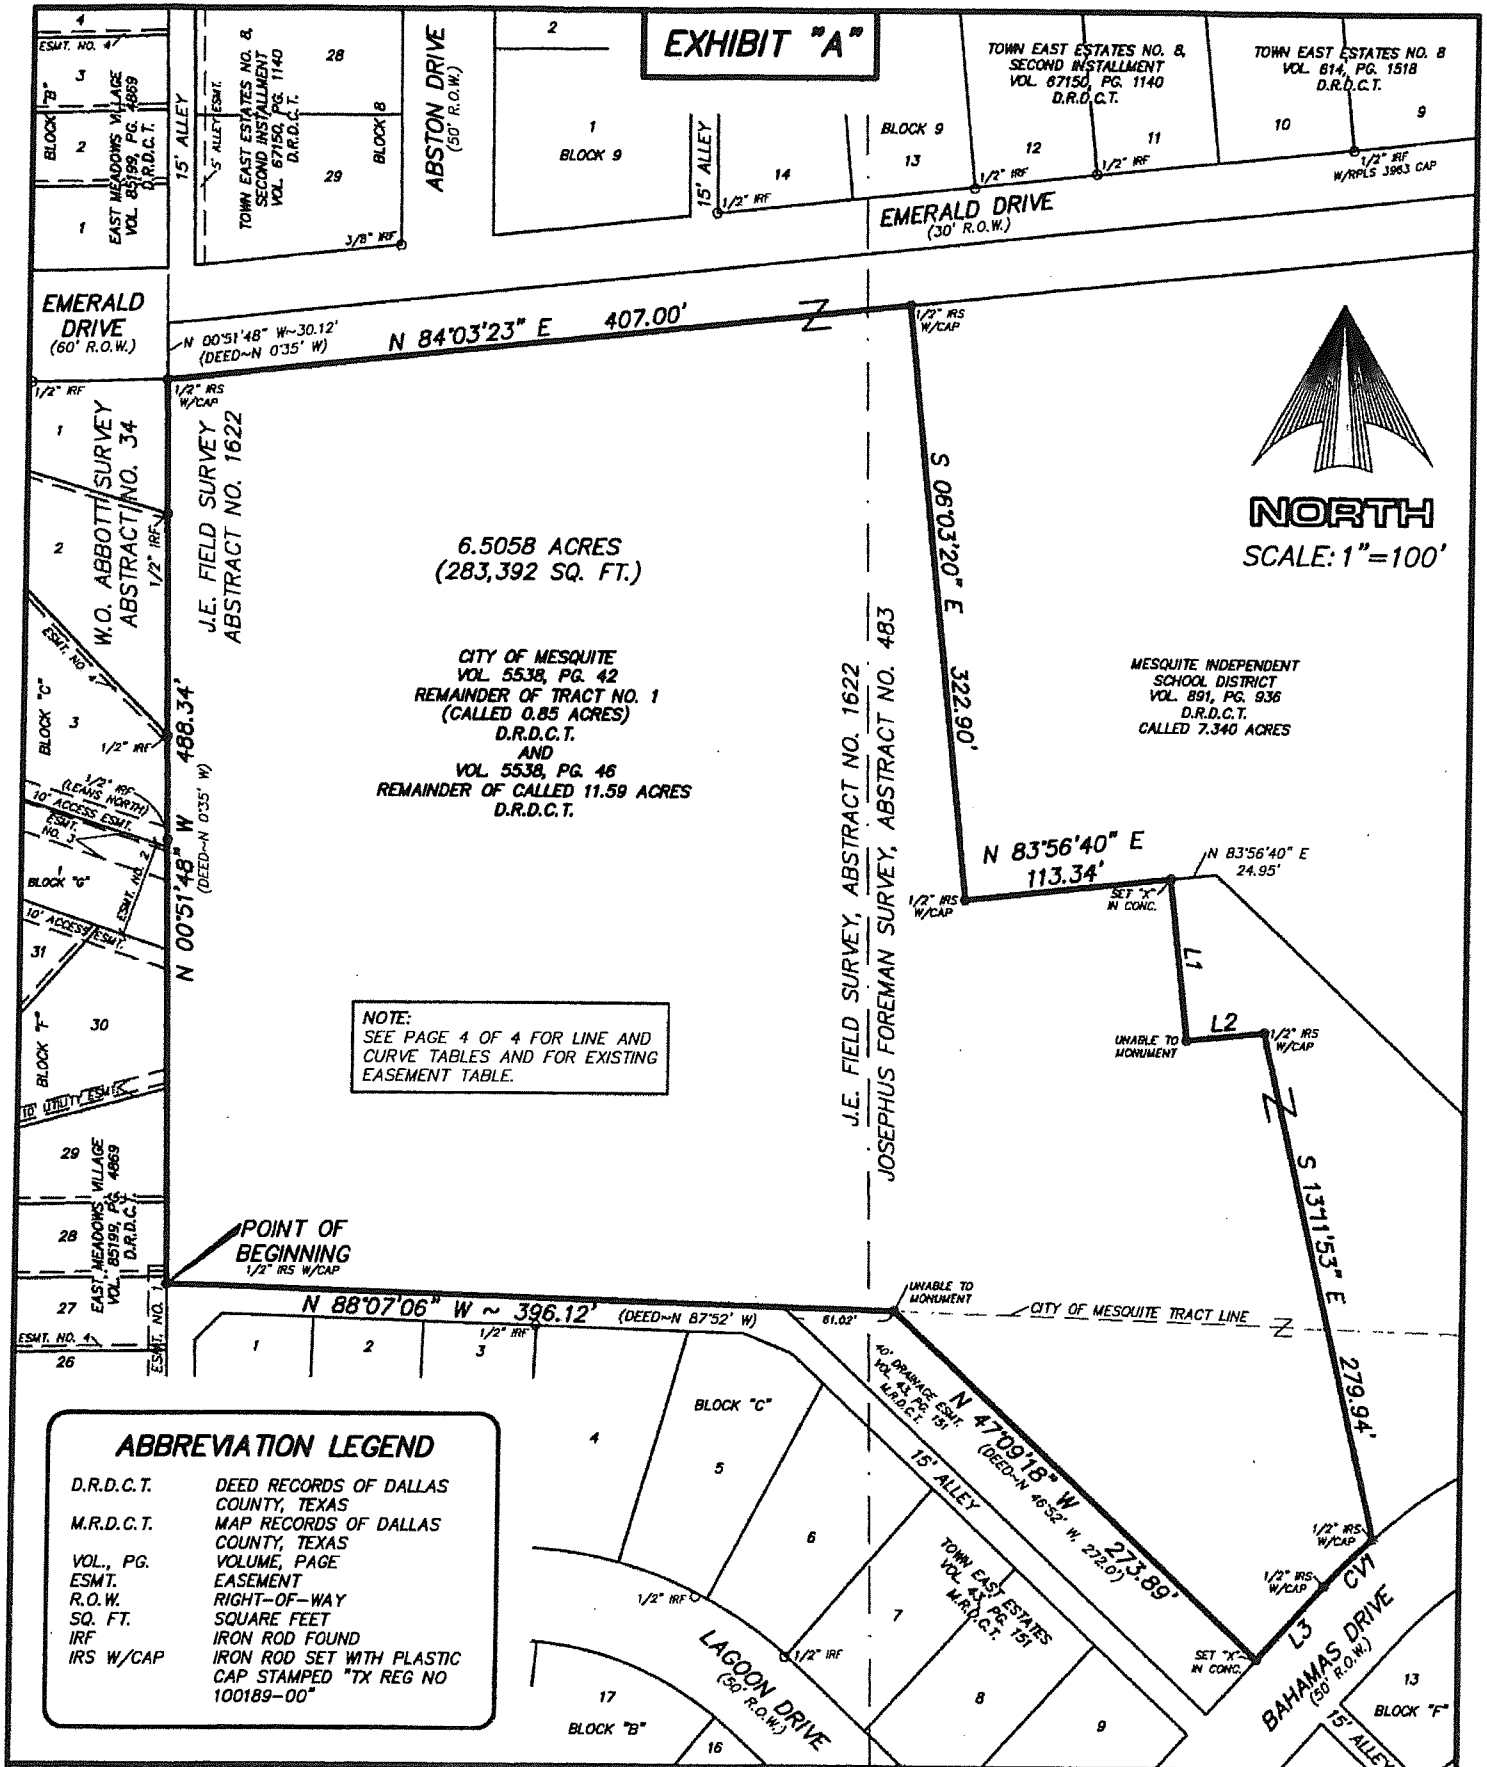 EXHIBIT "A"
4
ESMT. NO. 4
3
BLOCK "B"
2
1
EAST MEADOWS VILLAGE
VOL. 85199, PG. 4869
D.R.D.C.T.
15' ALLEY
5' ALLEY ESMT.
TOWN EAST ESTATES NO. 8,
SECOND INSTALLMENT
VOL. 67150, PG. 1140
D.R.D.C.T.
28
29
BLOCK 8
3/8" IRF
ABSTON DRIVE
(50' R.O.W.)
2
1
BLOCK 9
15' ALLEY
1/2" IRF
14
BLOCK 9
13
TOWN EAST ESTATES NO. 8,
SECOND INSTALLMENT
VOL. 67150, PG. 1140
D.R.D.C.T.
12
11
1/2" IRF
1/2" IRF
TOWN EAST ESTATES NO. 8
VOL. 814, PG. 1518
D.R.D.C.T.
10
9
1/2" IRF
W/RPLS 3963 CAP
EMERALD DRIVE
(30' R.O.W.)
EMERALD
DRIVE
(60' R.O.W.)
N 00°51'48" W~30.12'
(DEED~N 0°35' W)
N 84°03'23" E 407.00'
1/2" IRS
W/CAP
1/2" IRF
1/2" IRS
W/CAP
NORTH
SCALE: 1"=100'
W.O. ABBOTT SURVEY
ABSTRACT NO. 34
J.E. FIELD SURVEY
ABSTRACT NO. 1622
1
2
1/2" IRF
ESMT. NO. 4
BLOCK "C"
3
1/2" IRF
1/2" IRF
(LEANS NORTH)
10' ACCESS ESMT.
ESMT.
NO. 3
ESMT. NO. 2
1
BLOCK "G"
10' ACCESS ESMT.
31
30
BLOCK "F"
10' UTILITY ESMT.
29
28
27
26
EAST MEADOWS VILLAGE
VOL. 85199, PG. 4869
D.R.D.C.T.
ESMT. NO. 4
ESMT. NO. 1
N 00°51'48" W 488.34'
(DEED~N 0°35' W)
6.5058 ACRES
(283,392 SQ. FT.)
CITY OF MESQUITE
VOL. 5538, PG. 42
REMAINDER OF TRACT NO. 1
(CALLED 0.85 ACRES)
D.R.D.C.T.
AND
VOL. 5538, PG. 46
REMAINDER OF CALLED 11.59 ACRES
D.R.D.C.T.
S 06°03'20" E 322.90'
J.E. FIELD SURVEY, ABSTRACT NO. 1622
JOSEPHUS FOREMAN SURVEY, ABSTRACT NO. 483
MESQUITE INDEPENDENT
SCHOOL DISTRICT
VOL. 891, PG. 936
D.R.D.C.T.
CALLED 7.340 ACRES
N 83°56'40" E
113.34'
N 83°56'40" E
24.95'
1/2" IRS
W/CAP
SET "X"
IN CONC.
L1
L2
UNABLE TO
MONUMENT
1/2" IRS
W/CAP
S 13°11'53" E 279.94'
NOTE:
SEE PAGE 4 OF 4 FOR LINE AND
CURVE TABLES AND FOR EXISTING
EASEMENT TABLE.
POINT OF
BEGINNING
1/2" IRS W/CAP
N 88°07'06" W ~ 396.12'
(DEED~N 87°52' W)
61.02'
UNABLE TO
MONUMENT
CITY OF MESQUITE TRACT LINE
1
2
3
1/2" IRF
4
BLOCK "C"
5
6
7
8
9
40' DRAINAGE ESMT.
VOL. 43, PG. 151
M.R.D.C.T.
N 47°09'18" W 273.89'
(DEED~N 46°52' W, 272.0')
15' ALLEY
TOWN EAST ESTATES
VOL. 43, PG. 151
M.R.D.C.T.
1/2" IRF
1/2" IRF
LAGOON DRIVE
(50' R.O.W.)
17
BLOCK "B"
16
1/2" IRS
W/CAP
1/2" IRS
W/CAP
CV1
L3
SET "X"
IN CONC.
BAHAMAS DRIVE
(50' R.O.W.)
13
BLOCK "F"
15' ALLEY
ABBREVIATION LEGEND
D.R.D.C.T. DEED RECORDS OF DALLAS
COUNTY, TEXAS
M.R.D.C.T. MAP RECORDS OF DALLAS
COUNTY, TEXAS
VOL., PG. VOLUME, PAGE
ESMT. EASEMENT
R.O.W. RIGHT-OF-WAY
SQ. FT. SQUARE FEET
IRF IRON ROD FOUND
IRS W/CAP IRON ROD SET WITH PLASTIC
CAP STAMPED "TX REG NO
100189-00"